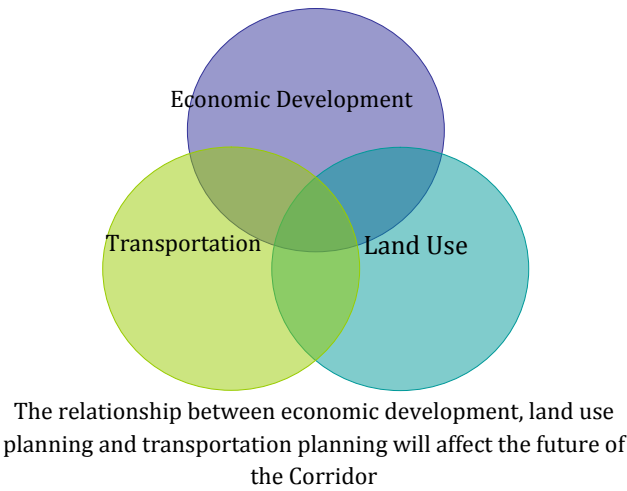 Economic Development
Transportation
Land Use
The relationship between economic development, land use
planning and transportation planning will affect the future of
the Corridor